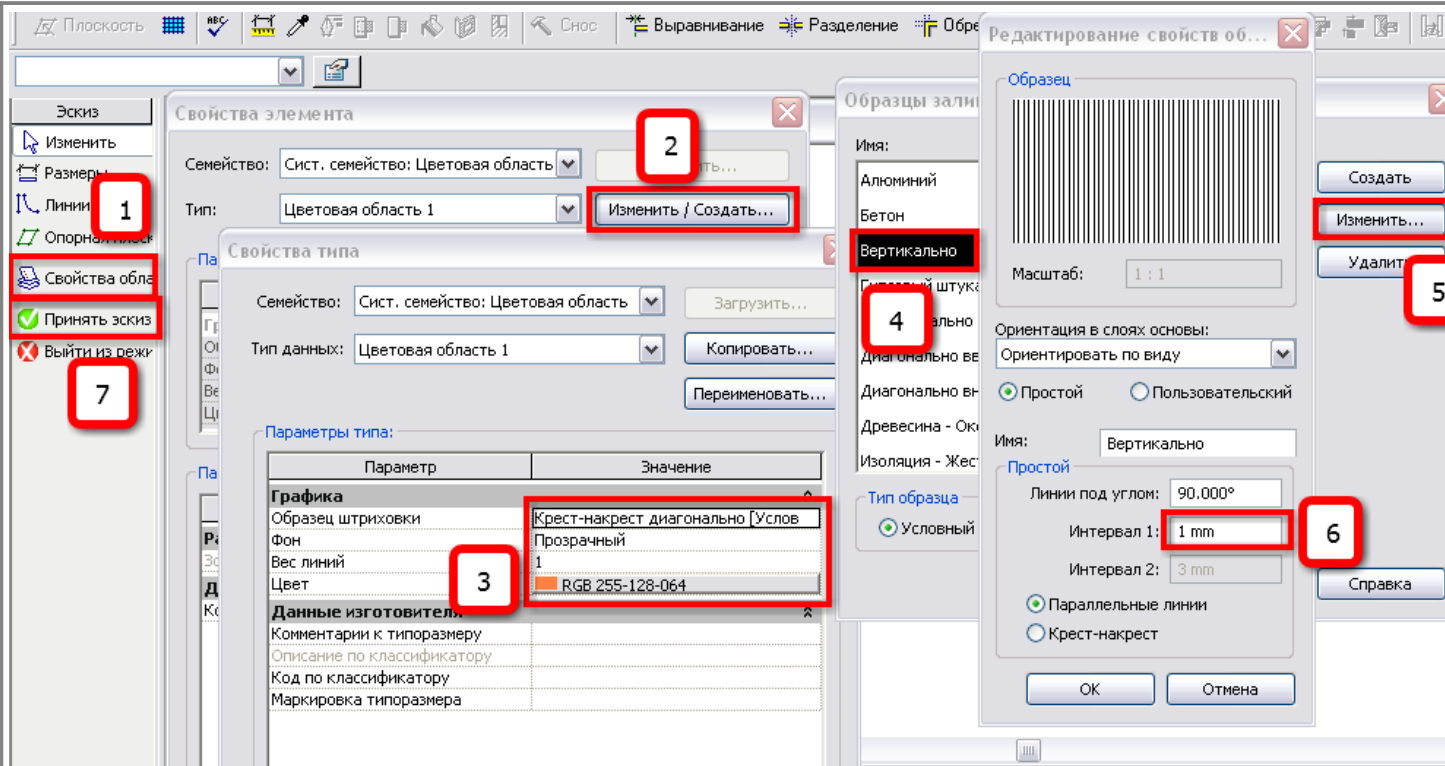 Плоскость
ABC
Снос
Выравнивание
Разделение
Эскиз
Изменить
Размеры
Линии
1
Свойства обла
Принять эскиз
Выйти из режи
7
Свойства элемента
2
Семейство: Сист. семейство: Цветовая область
Тип: Цветовая область 1
Изменить / Создать...
Свойства типа
Семейство: Сист. семейство: Цветовая область
Загрузить...
Тип данных: Цветовая область 1
Копировать...
Переименовать...
Параметры типа:
Параметр Значение
Графика
Образец штриховки Крест-накрест диагонально [Услов
Фон Прозрачный
Вес линий 1
Цвет RGB 255-128-064
3
Данные изготовителя
Комментарии к типоразмеру
Описание по классификатору
Код по классификатору
Маркировка типоразмера
Образцы зали
Имя:
Алюминий
Бетон
Вертикально
4
Диагонально вн
Древесина - Ок
Изоляция - Жес
Тип образца
Условный
Создать
Изменить...
Удалить
5
Справка
Редактирование свойств об...
Образец
Масштаб: 1 : 1
Ориентация в слоях основы:
Ориентировать по виду
Простой Пользовательский
Имя: Вертикально
Простой
Линии под углом: 90.000°
Интервал 1: 1 mm
6
Интервал 2: 3 mm
Параллельные линии
Крест-накрест
ОК Отмена